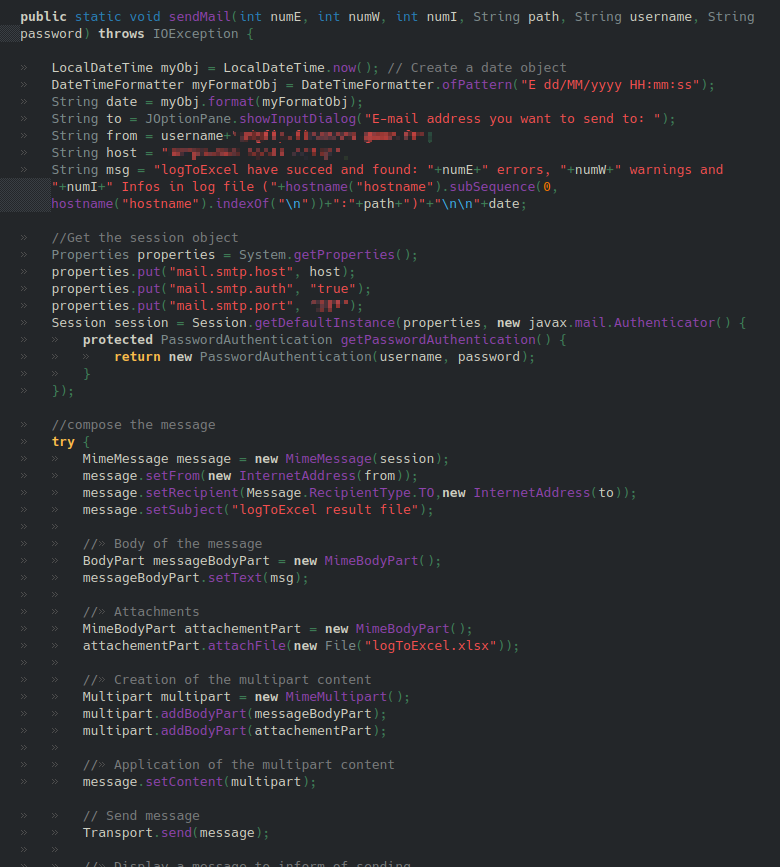 public static void sendMail(int numE, int numW, int numI, String path, String username, String
password) throws IOException {
» LocalDateTime myObj = LocalDateTime.now(); // Create a date object
» DateTimeFormatter myFormatObj = DateTimeFormatter.ofPattern("E dd/MM/yyyy HH:mm:ss");
» String date = myObj.format(myFormatObj);
» String to = JOptionPane.showInputDialog("E-mail address you want to send to: ");
» String from = username+"
» String host = "
» String msg = "logToExcel have succed and found: "+numE+" errors, "+numW+" warnings and
"+numI+" Infos in log file ("+hostname("hostname").subSequence(0,
hostname("hostname").indexOf("\n"))+":"+path+")"+"\n\n"+date;
» //Get the session object
» Properties properties = System.getProperties();
» properties.put("mail.smtp.host", host);
» properties.put("mail.smtp.auth", "true");
» properties.put("mail.smtp.port", );
» Session session = Session.getDefaultInstance(properties, new javax.mail.Authenticator() {
» » protected PasswordAuthentication getPasswordAuthentication() {
» » » return new PasswordAuthentication(username, password);
» » }
» });
» //compose the message
» try {
» » MimeMessage message = new MimeMessage(session);
» » message.setFrom(new InternetAddress(from));
» » message.setRecipient(Message.RecipientType.TO,new InternetAddress(to));
» » message.setSubject("logToExcel result file");
» »
» » //» Body of the message
» » BodyPart messageBodyPart = new MimeBodyPart();
» » messageBodyPart.setText(msg);
» »
» » //» Attachments
» » MimeBodyPart attachementPart = new MimeBodyPart();
» » attachementPart.attachFile(new File("logToExcel.xlsx"));
» »
» » //» Creation of the multipart content
» » Multipart multipart = new MimeMultipart();
» » multipart.addBodyPart(messageBodyPart);
» » multipart.addBodyPart(attachementPart);
» »
» » //» Application of the multipart content
» » message.setContent(multipart);
» »
» » // Send message
» » Transport.send(message);
» »
» » //» Display a message to inform of sending